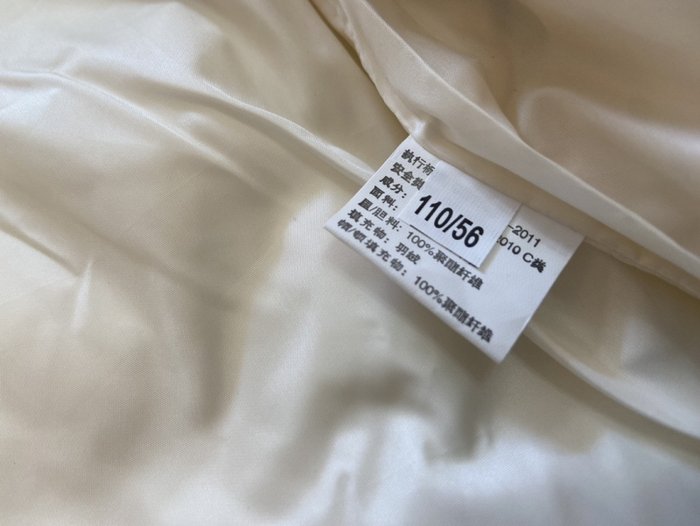 执行标 -2011
安全类 2010 C类
成分:
面料:
里/胆料: 100%聚酯纤维
填充物: 羽绒
帽/领填充物: 100%聚酯纤维
110/56